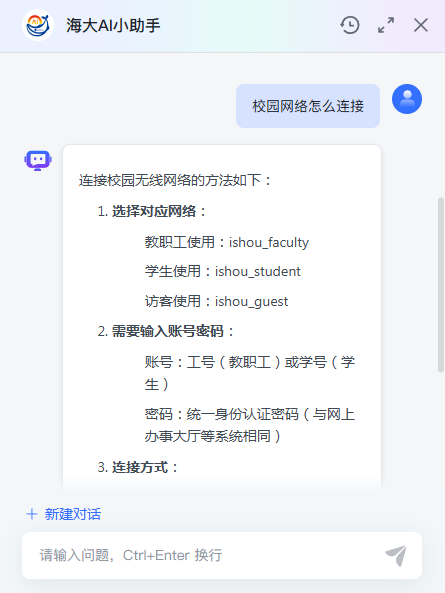 海大AI小助手
校园网络怎么连接
连接校园无线网络的方法如下：
1. 选择对应网络：
教职工使用：ishou_faculty
学生使用：ishou_student
访客使用：ishou_guest
2. 需要输入账号密码：
账号：工号（教职工）或学号（学
生）
密码：统一身份认证密码（与网上
办事大厅等系统相同）
3. 连接方式：
新建对话
请输入问题，Ctrl+Enter 换行